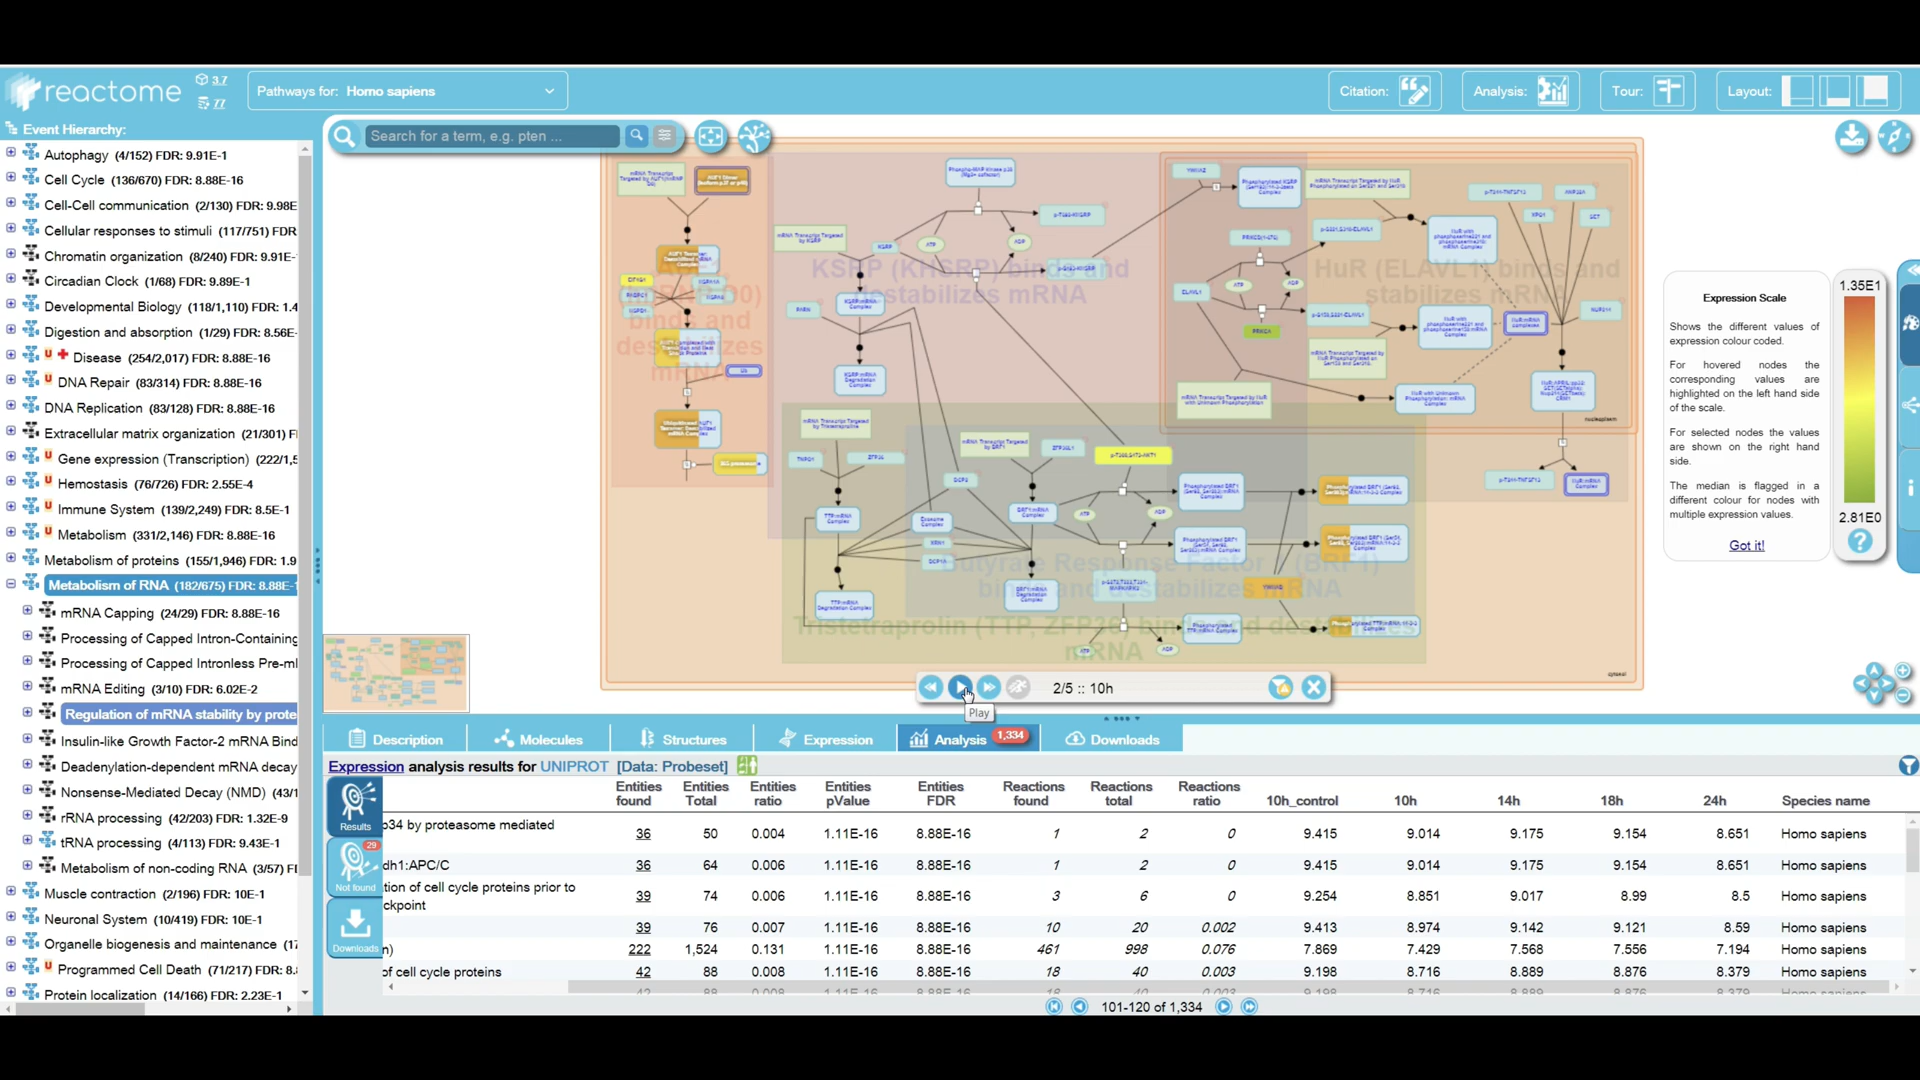 reactome
3.7
77
Pathways for: Homo sapiens
Citation:
Analysis:
Tour:
Layout:
Event Hierarchy:
Autophagy (4/152) FDR: 9.91E-1
Cell Cycle (136/670) FDR: 8.88E-16
Cell-Cell communication (2/130) FDR: 9.98E
Cellular responses to stimuli (117/751) FDR:
Chromatin organization (8/240) FDR: 9.91E-
Circadian Clock (1/68) FDR: 9.89E-1
Developmental Biology (118/1,110) FDR: 1.4
Digestion and absorption (1/29) FDR: 8.56E-
Disease (254/2,017) FDR: 8.88E-16
DNA Repair (83/314) FDR: 8.88E-16
DNA Replication (83/128) FDR: 8.88E-16
Extracellular matrix organization (21/301) F
Gene expression (Transcription) (222/1,5
Hemostasis (76/726) FDR: 2.55E-4
Immune System (139/2,249) FDR: 8.5E-1
Metabolism (331/2,146) FDR: 8.88E-16
Metabolism of proteins (155/1,946) FDR: 1.9
Metabolism of RNA (182/675) FDR: 8.88E-1
mRNA Capping (24/29) FDR: 8.88E-16
Processing of Capped Intron-Containing
Processing of Capped Intronless Pre-ml
mRNA Editing (3/10) FDR: 6.02E-2
Regulation of mRNA stability by prote
Insulin-like Growth Factor-2 mRNA Bind
Deadenylation-dependent mRNA decay
Nonsense-Mediated Decay (NMD) (43/1
rRNA processing (42/203) FDR: 1.32E-9
tRNA processing (4/113) FDR: 9.43E-1
Metabolism of non-coding RNA (3/57) F
Muscle contraction (2/196) FDR: 10E-1
Neuronal System (10/419) FDR: 10E-1
Organelle biogenesis and maintenance (17
Programmed Cell Death (71/217) FDR: 8.
Protein localization (14/166) FDR: 2.23E-1
Search for a term, e.g. pten ...
KSRP (KHSRP) binds and
destabilizes mRNA
HuR (ELAVL1) binds and
stabilizes mRNA
binds and
destabilizes
mRNA
Butyrate Response Factor 1 (BRF1)
binds and destabilizes mRNA
Tristetraprolin (TTP, ZFP36) binds and destabilizes
mRNA
KSRP
ATP
ADP
ELAVL1
PRKCA
nucleoplasm
cytosol
2/5 :: 10h
Play
Expression Scale
Shows the different values of
expression colour coded.
For hovered nodes the
corresponding values are
highlighted on the left hand side
of the scale.
For selected nodes the values
are shown on the right hand
side.
The median is flagged in a
different colour for nodes with
multiple expression values.
Got it!
1.35E1
2.81E0
?
Description
Molecules
Structures
Expression
Analysis 1,334
Downloads
Expression analysis results for UNIPROT [Data: Probeset]
Results
29
Not found
Downloads
Entities found Entities Total Entities ratio Entities pValue Entities FDR Reactions found Reactions total Reactions ratio 10h_control 10h 14h 18h 24h Species name
p34 by proteasome mediated 36 50 0.004 1.11E-16 8.88E-16 1 2 0 9.415 9.014 9.175 9.154 8.651 Homo sapiens
dh1:APC/C 36 64 0.006 1.11E-16 8.88E-16 1 2 0 9.415 9.014 9.175 9.154 8.651 Homo sapiens
tion of cell cycle proteins prior to
ckpoint 39 74 0.006 1.11E-16 8.88E-16 3 6 0 9.254 8.851 9.017 8.99 8.5 Homo sapiens
39 76 0.007 1.11E-16 8.88E-16 10 20 0.002 9.413 8.974 9.142 9.121 8.59 Homo sapiens
n) 222 1,524 0.131 1.11E-16 8.88E-16 461 998 0.076 7.869 7.429 7.568 7.556 7.194 Homo sapiens
of cell cycle proteins 42 88 0.008 1.11E-16 8.88E-16 18 40 0.003 9.198 8.716 8.889 8.876 8.379 Homo sapiens
101-120 of 1,334